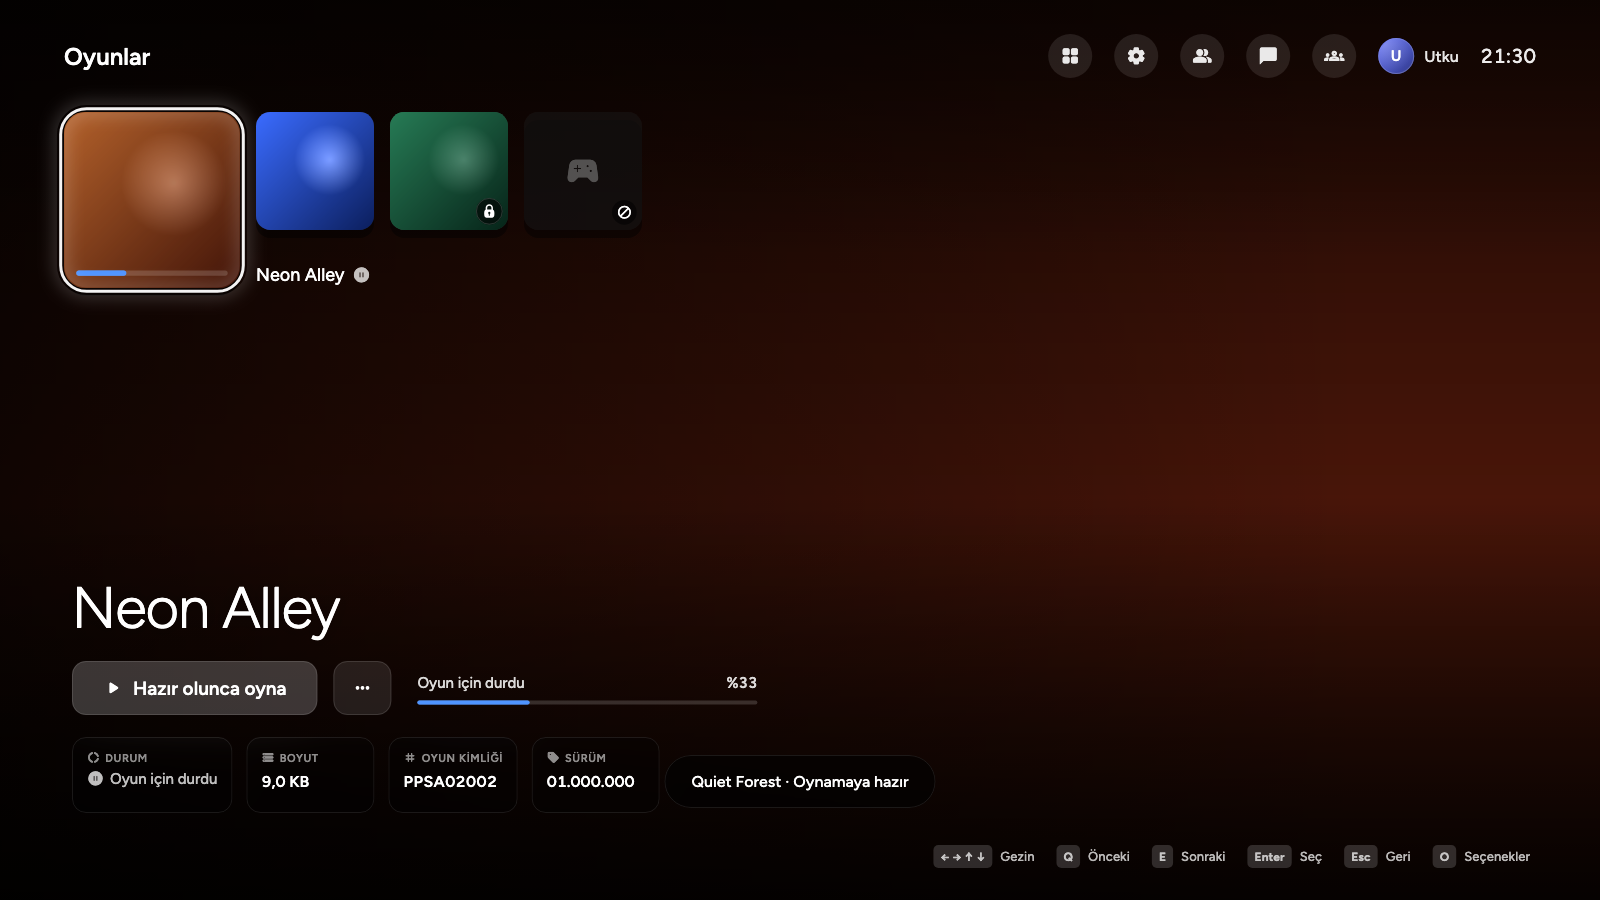 Oyunlar
U Utku 21:30
Neon Alley
Neon Alley
Hazır olunca oyna
Oyun için durdu %33
DURUM
Oyun için durdu
BOYUT
9,0 KB
OYUN KİMLİĞİ
PPSA02002
SÜRÜM
01.000.000
Quiet Forest · Oynamaya hazır
←→↑↓ Gezin Q Önceki E Sonraki Enter Seç Esc Geri O Seçenekler